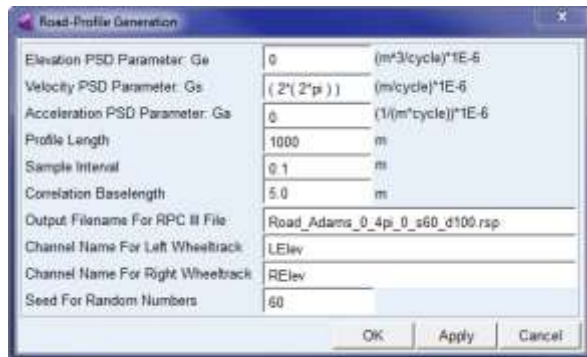 Road-Profile Generation
Elevation PSD Parameter: Ge 0 (m^3/cycle)*1E-6
Velocity PSD Parameter: Gs ( 2*( 2*pi ) ) (m/cycle)*1E-6
Acceleration PSD Parameter: Ga 0 (1/(m*cycle))*1E-6
Profile Length 1000 m
Sample Interval 0.1 m
Correlation Baselength 5.0 m
Output Filename For RPC III File Road_Adams_0_4pi_0_s60_d100.rsp
Channel Name For Left Wheeltrack LElev
Channel Name For Right Wheeltrack RElev
Seed For Random Numbers 60
OK Apply Cancel